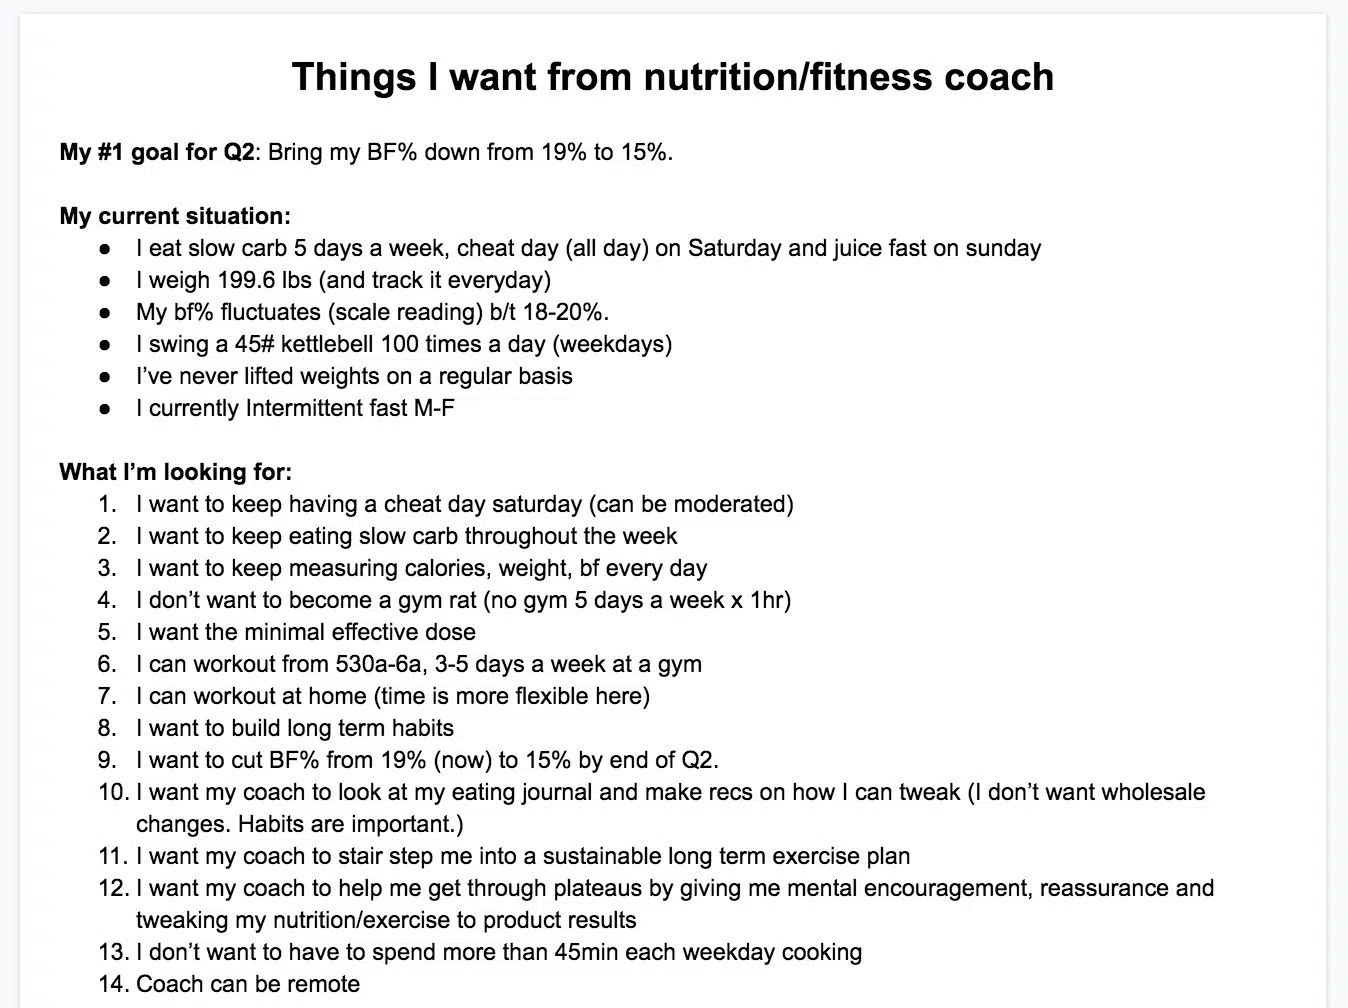 Things I want from nutrition/fitness coach
My #1 goal for Q2: Bring my BF% down from 19% to 15%.
My current situation:
● I eat slow carb 5 days a week, cheat day (all day) on Saturday and juice fast on sunday
● I weigh 199.6 lbs (and track it everyday)
● My bf% fluctuates (scale reading) b/t 18-20%.
● I swing a 45# kettlebell 100 times a day (weekdays)
● I’ve never lifted weights on a regular basis
● I currently Intermittent fast M-F
What I’m looking for:
1. I want to keep having a cheat day saturday (can be moderated)
2. I want to keep eating slow carb throughout the week
3. I want to keep measuring calories, weight, bf every day
4. I don’t want to become a gym rat (no gym 5 days a week x 1hr)
5. I want the minimal effective dose
6. I can workout from 530a-6a, 3-5 days a week at a gym
7. I can workout at home (time is more flexible here)
8. I want to build long term habits
9. I want to cut BF% from 19% (now) to 15% by end of Q2.
10. I want my coach to look at my eating journal and make recs on how I can tweak (I don’t want wholesale
changes. Habits are important.)
11. I want my coach to stair step me into a sustainable long term exercise plan
12. I want my coach to help me get through plateaus by giving me mental encouragement, reassurance and
tweaking my nutrition/exercise to product results
13. I don’t want to have to spend more than 45min each weekday cooking
14. Coach can be remote